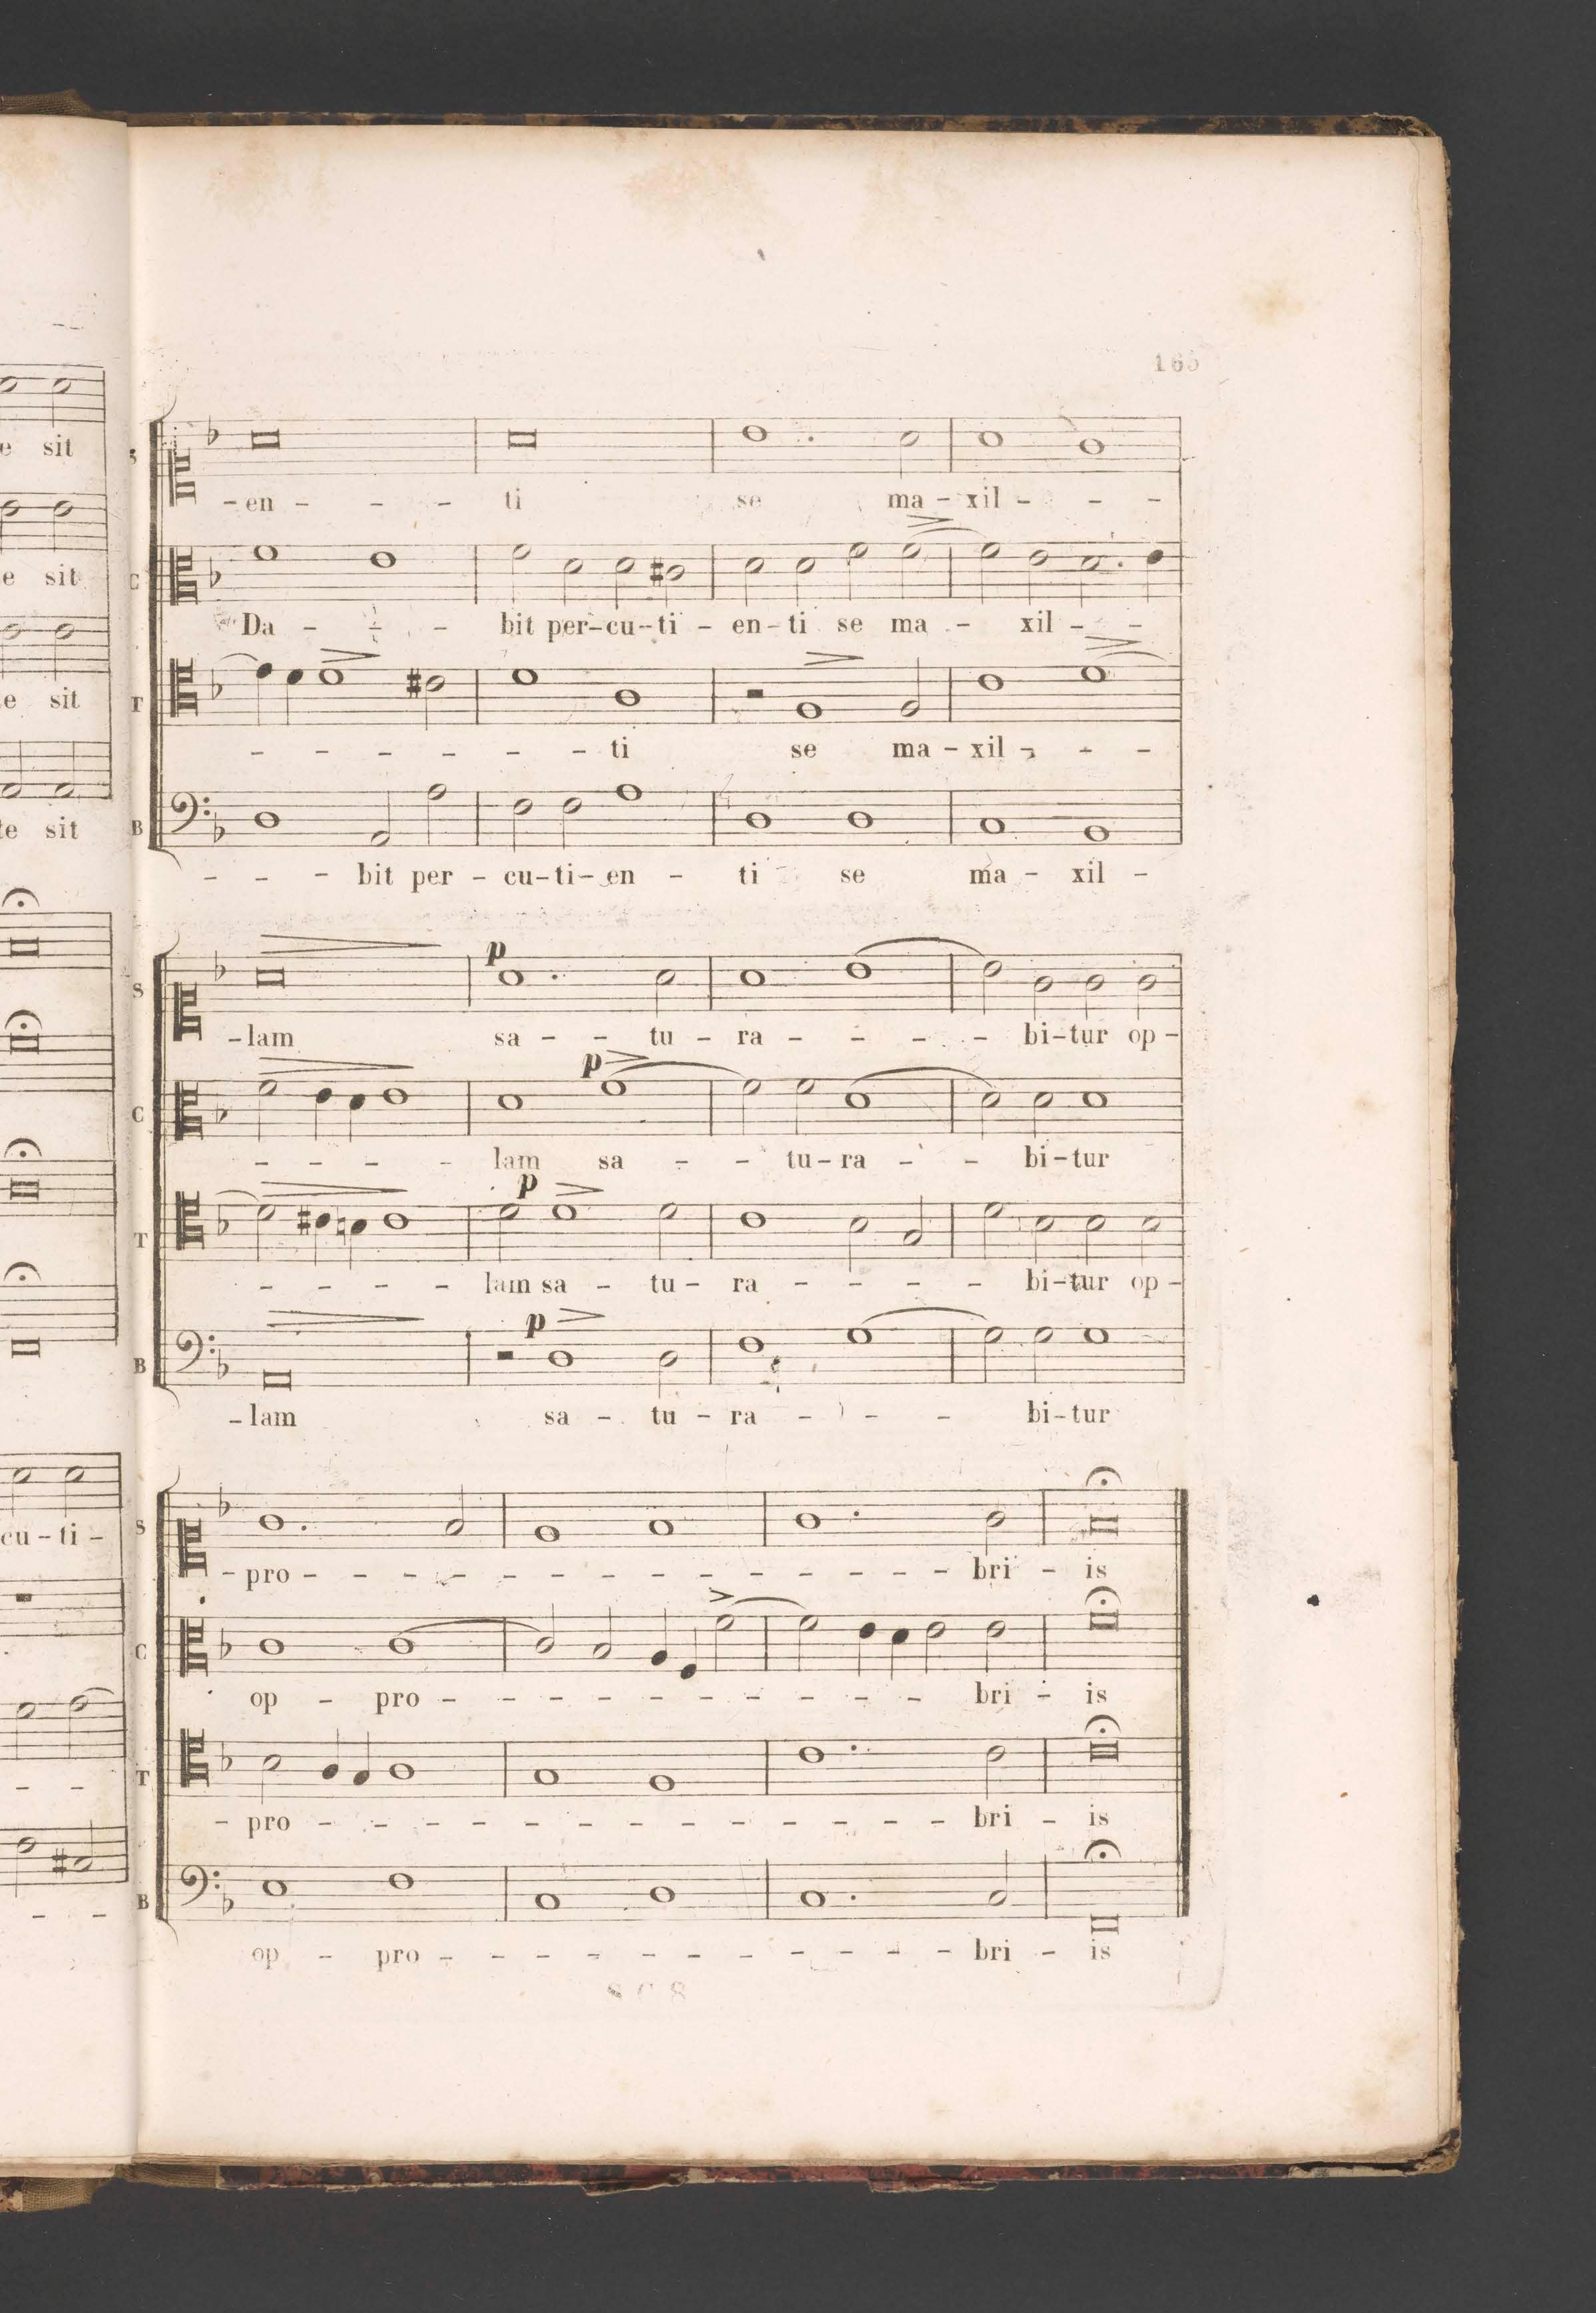 165
e sit
S
- en - - - ti se ma - xil - - -
e sit
C
Da - - - bit per - cu - ti - en - ti se ma - xil - -
te sit
T
- - - - - - ti se ma - xil - - -
te sit
B
- - - bit per - cu - ti - en - ti se ma - xil -
p
S
- lam sa - - tu - ra - - - - bi - tur op -
p
C
- - - - lam sa - - tu - ra - - bi - tur
p
T
- - - - lam sa - tu - ra - - - - bi - tur op -
p
B
- lam sa - tu - ra - - - bi - tur
cu - ti -
S
- pro - - - - - - - - - - - - bri - is
C
op - pro - - - - - - - - - - bri - is
- -
T
- pro - - - - - - - - - - - - bri - is
- -
B
op - pro - - - - - - - - - - bri - is